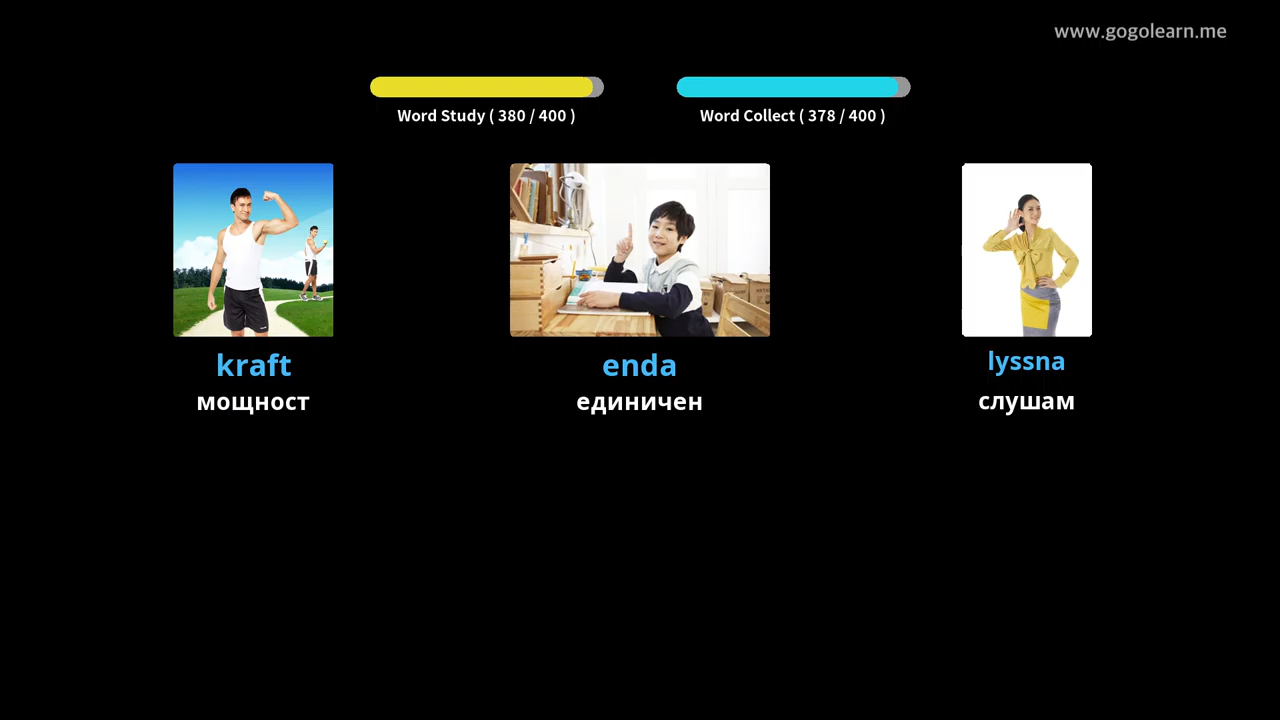 www.gogolearn.me
Word Study ( 380 / 400 )
Word Collect ( 378 / 400 )
kraft
enda
lyssna
мощност
единичен
слушам